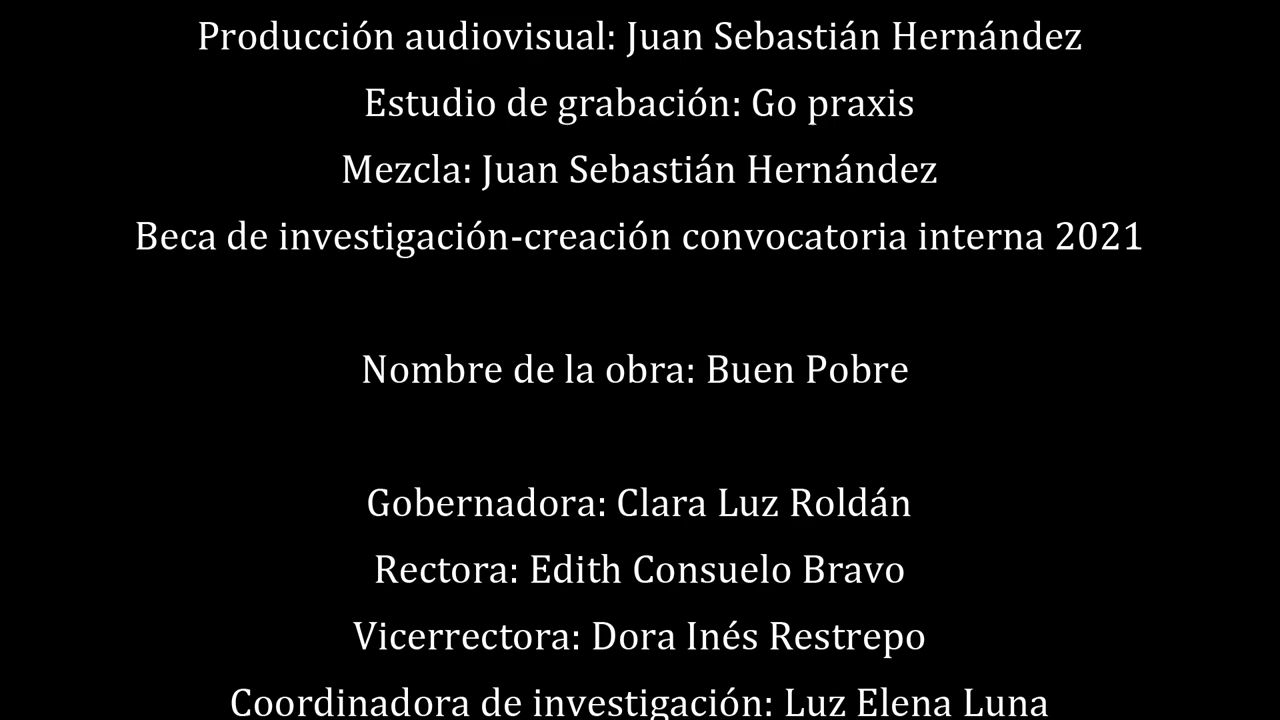 Producción audiovisual: Juan Sebastián Hernández
Estudio de grabación: Go praxis
Mezcla: Juan Sebastián Hernández
Beca de investigación-creación convocatoria interna 2021
Nombre de la obra: Buen Pobre
Gobernadora: Clara Luz Roldán
Rectora: Edith Consuelo Bravo
Vicerrectora: Dora Inés Restrepo
Coordinadora de investigación: Luz Elena Luna